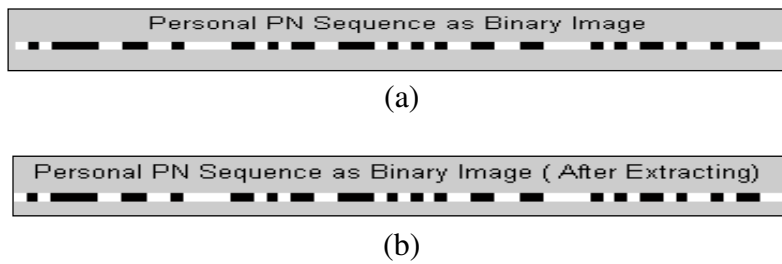 Personal PN Sequence as Binary Image
(a)
Personal PN Sequence as Binary Image ( After Extracting)
(b)